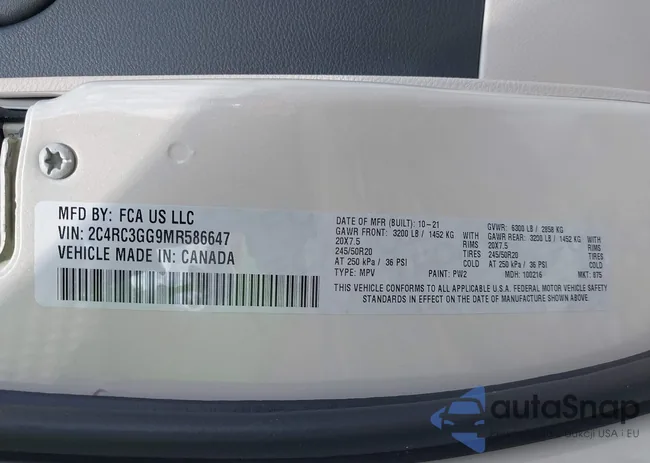 MFD BY: FCA US LLC
VIN: 2C4RC3GG9MR586647
VEHICLE MADE IN: CANADA
DATE OF MFR (BUILT): 10-21
GAWR FRONT: 3200 LB / 1452 KG
20X7.5 RIMS
245/50R20 TIRES
AT 250 kPa / 36 PSI COLD
TYPE: MPV PAINT: PW2
GVWR: 6300 LB / 2858 KG
GAWR REAR: 3200 LB / 1452 KG
20X7.5 RIMS
245/50R20 TIRES
AT 250 kPa / 36 PSI COLD
MDH: 100216 MKT: 675
THIS VEHICLE CONFORMS TO ALL APPLICABLE U.S.A. FEDERAL MOTOR VEHICLE SAFETY
STANDARDS IN EFFECT ON THE DATE OF MANUFACTURE SHOWN ABOVE.
autoSnap
aukcji USA i EU